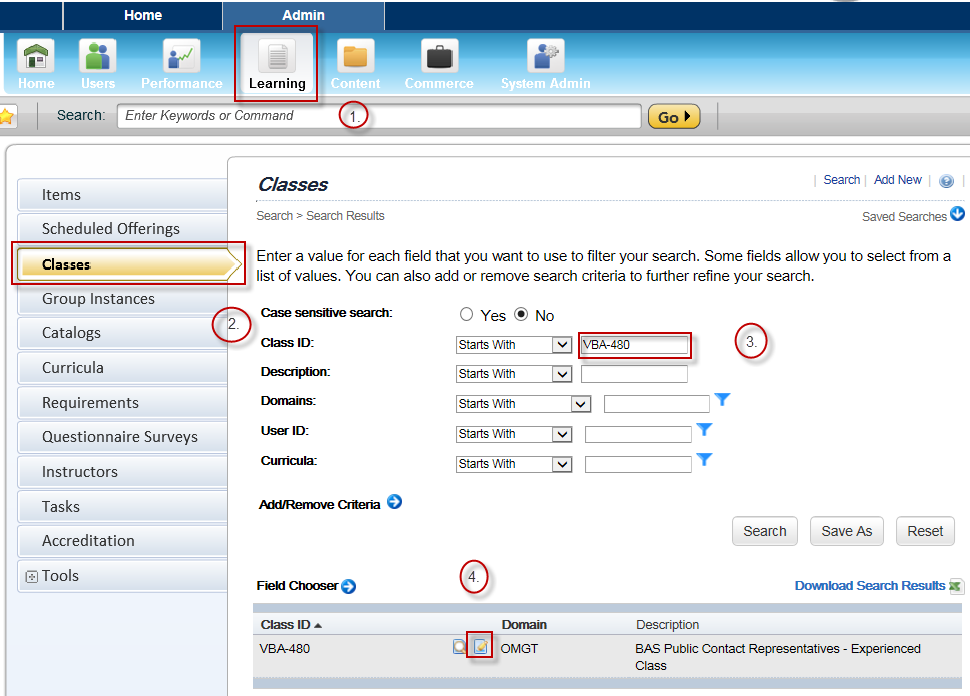 Home Admin
Home Users Performance Learning Content Commerce System Admin
Search: Enter Keywords or Command 1. Go
Items
Scheduled Offerings
Classes
Group Instances
Catalogs
Curricula
Requirements
Questionnaire Surveys
Instructors
Tasks
Accreditation
Tools
2.
Classes
| Search | Add New | ? |
Search > Search Results
Saved Searches
Enter a value for each field that you want to use to filter your search. Some fields allow you to select from a
list of values. You can also add or remove search criteria to further refine your search.
Case sensitive search: Yes No
Class ID: Starts With VBA-480 3.
Description: Starts With
Domains: Starts With
User ID: Starts With
Curricula: Starts With
Add/Remove Criteria
Search Save As Reset
4.
Field Chooser Download Search Results
Class ID Domain Description
VBA-480 OMGT BAS Public Contact Representatives - Experienced
Class